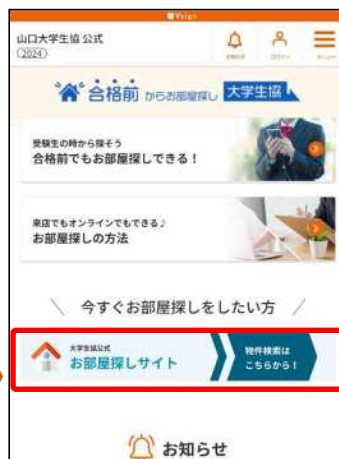 Vsign
山口大学生協 公式
(2024)
合格前 からお部屋探し 大学生協
受験生の時から探そう
合格前でもお部屋探しできる！
来店でもオンラインでもできる♪
お部屋探しの方法
＼ 今すぐお部屋探しをしたい方 ／
大学生協公式
お部屋探しサイト
物件検索は
こちらから！
お知らせ